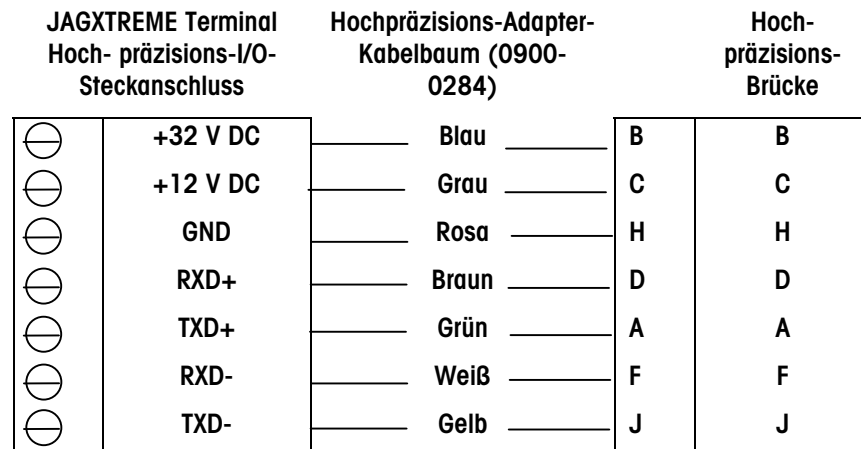 JAGXTREME Terminal Hochpräzisions-Adapter- Hoch-
Hoch- präzisions-I/O- Kabelbaum (0900- präzisions-
Steckanschluss 0284) Brücke
+32 V DC Blau B B
+12 V DC Grau C C
GND Rosa H H
RXD+ Braun D D
TXD+ Grün A A
RXD- Weiß F F
TXD- Gelb J J